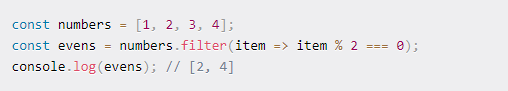 const numbers = [1, 2, 3, 4];
const evens = numbers.filter(item => item % 2 === 0);
console.log(evens); // [2, 4]